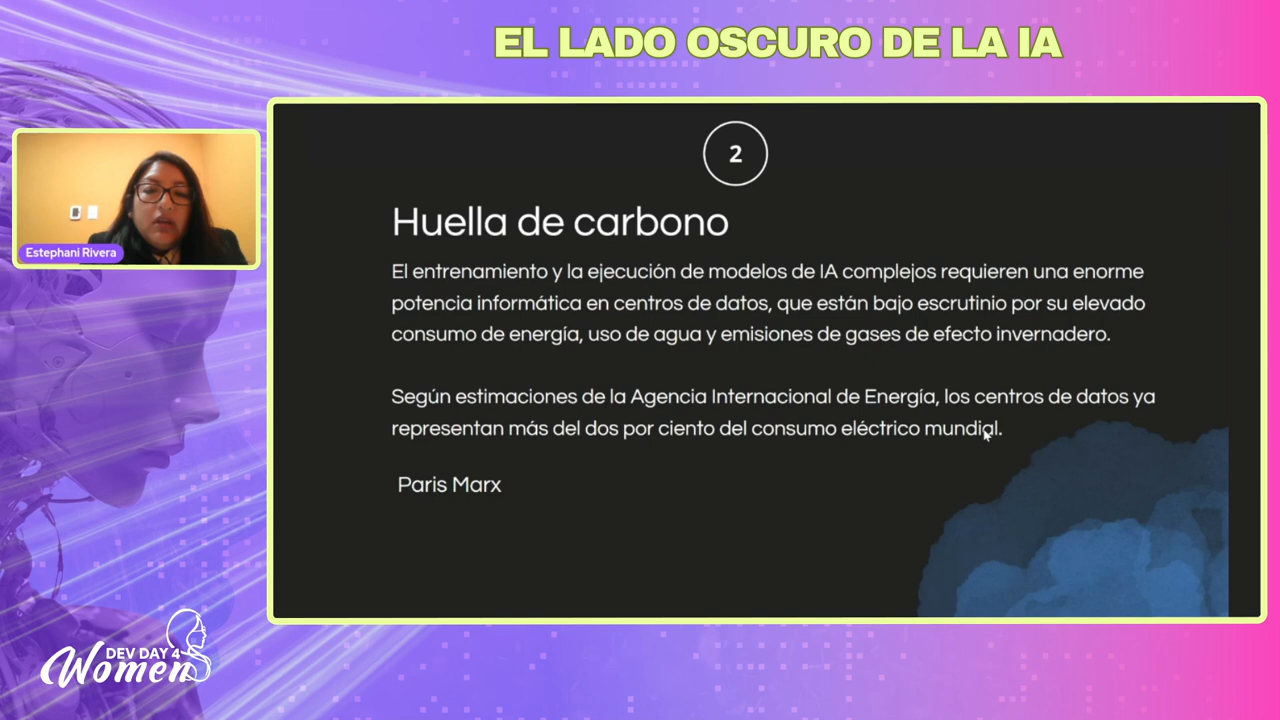 EL LADO OSCURO DE LA IA
2
Huella de carbono
El entrenamiento y la ejecución de modelos de IA complejos requieren una enorme
potencia informática en centros de datos, que están bajo escrutinio por su elevado
consumo de energía, uso de agua y emisiones de gases de efecto invernadero.
Según estimaciones de la Agencia Internacional de Energía, los centros de datos ya
representan más del dos por ciento del consumo eléctrico mundial.
Paris Marx
Estephani Rivera
DEV DAY 4
Women